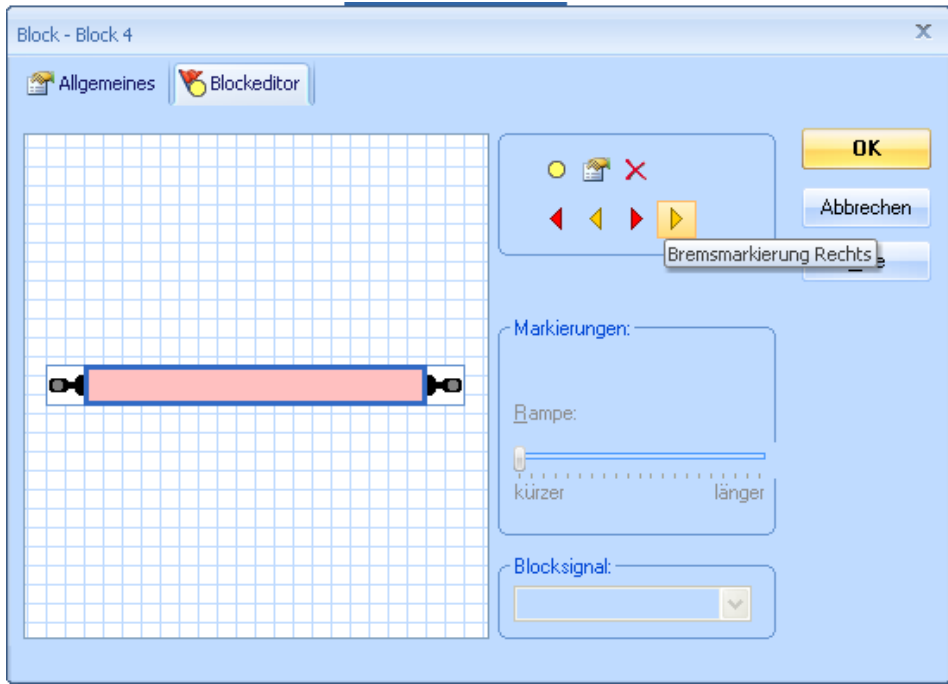 Block - Block 4
Allgemeines
Blockeditor
OK
Abbrechen
Bremsmarkierung Rechts
Markierungen:
Rampe:
kürzer
länger
Blocksignal: